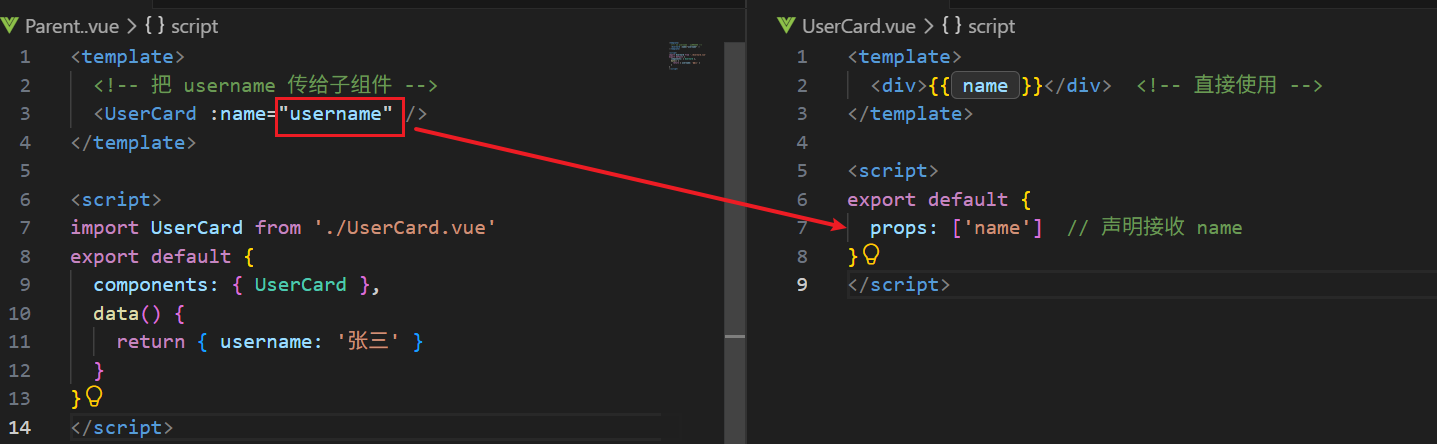 Parent..vue > { } script
1 <template>
2 <!-- 把 username 传给子组件 -->
3 <UserCard :name="username" />
4 </template>
5
6 <script>
7 import UserCard from './UserCard.vue'
8 export default {
9 components: { UserCard },
10 data() {
11 return { username: '张三' }
12 }
13 }
14 </script>
UserCard.vue > { } script
1 <template>
2 <div>{{ name }}</div> <!-- 直接使用 -->
3 </template>
4
5 <script>
6 export default {
7 props: ['name'] // 声明接收 name
8 }
9 </script>